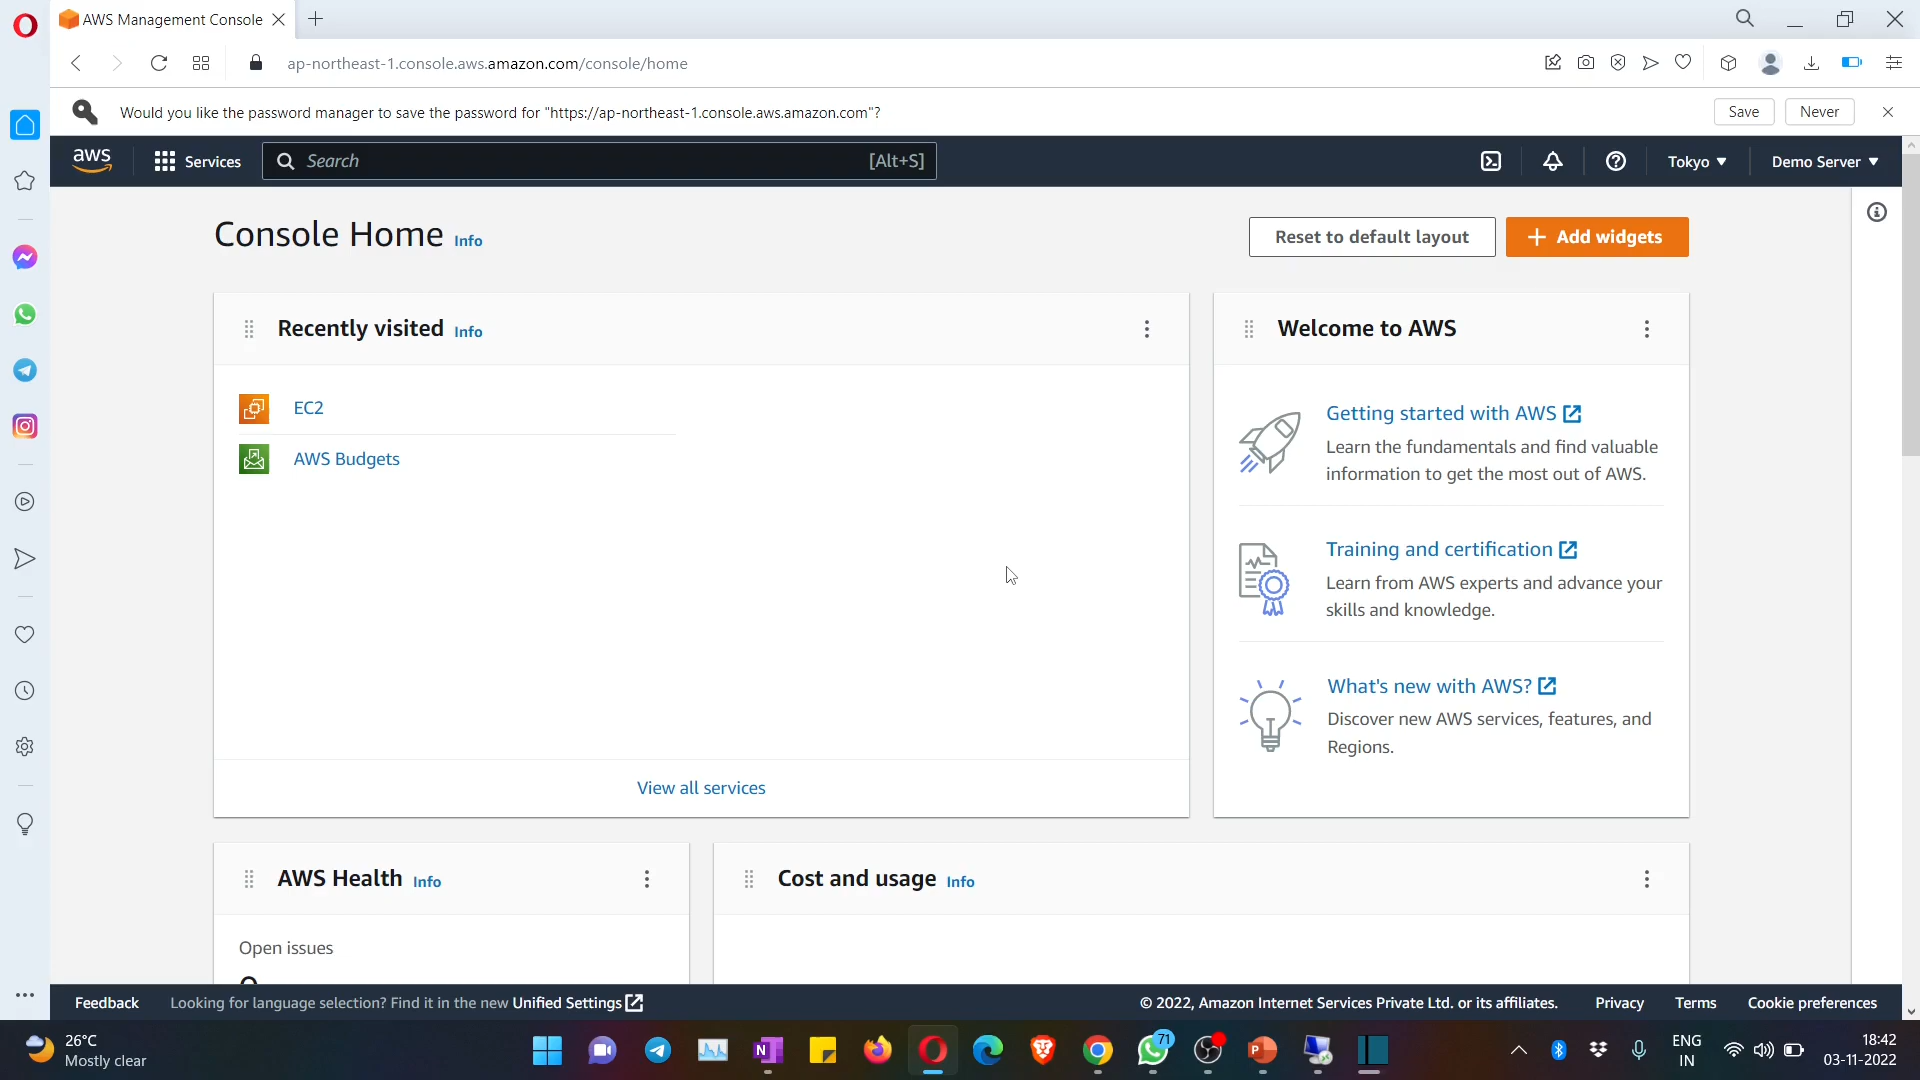 AWS Management Console
ap-northeast-1.console.aws.amazon.com/console/home
Would you like the password manager to save the password for "https://ap-northeast-1.console.aws.amazon.com"?
Save
Never
aws
Services
Search
[Alt+S]
Tokyo
Demo Server
Console Home Info
Reset to default layout
Add widgets
Recently visited Info
EC2
AWS Budgets
View all services
Welcome to AWS
Getting started with AWS
Learn the fundamentals and find valuable
information to get the most out of AWS.
Training and certification
Learn from AWS experts and advance your
skills and knowledge.
What's new with AWS?
Discover new AWS services, features, and
Regions.
AWS Health Info
Open issues
Cost and usage Info
Feedback
Looking for language selection? Find it in the new Unified Settings
© 2022, Amazon Internet Services Private Ltd. or its affiliates.
Privacy
Terms
Cookie preferences
26°C
Mostly clear
N
71
P
ENG
IN
18:42
03-11-2022